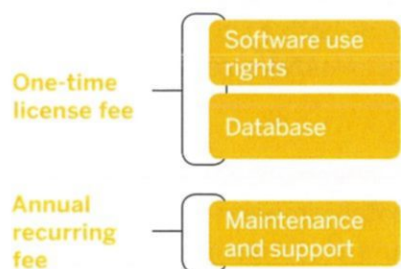 One-time
license fee
Software use
rights
Database
Annual
recurring
fee
Maintenance
and support